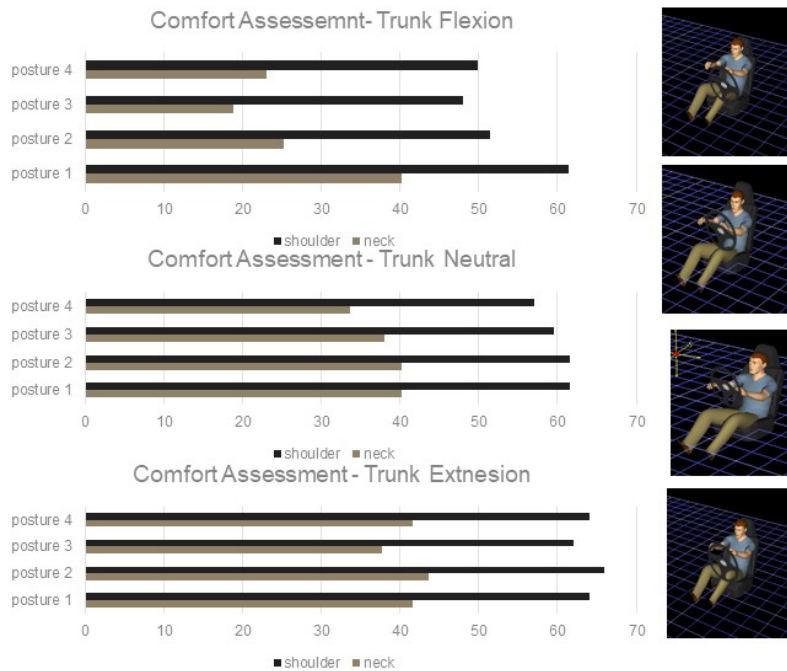 Comfort Assessemnt- Trunk Flexion
posture 4
posture 3
posture 2
posture 1
0 10 20 30 40 50 60 70
shoulder neck
Comfort Assessment - Trunk Neutral
posture 4
posture 3
posture 2
posture 1
0 10 20 30 40 50 60 70
shoulder neck
Comfort Assessment - Trunk Extnesion
posture 4
posture 3
posture 2
posture 1
0 10 20 30 40 50 60 70
shoulder neck